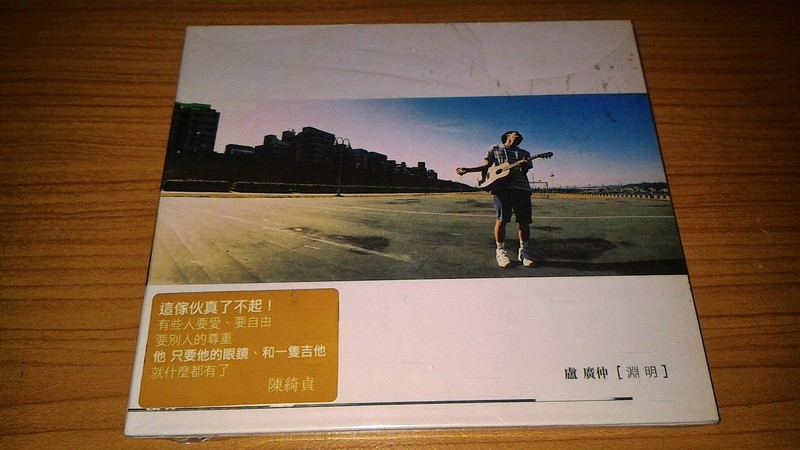 這傢伙真了不起！
有些人要愛、要自由
要別人的尊重
他 只要他的眼鏡、和一隻吉他
就什麼都有了
陳綺貞
盧 廣仲 [ 淵 明 ]